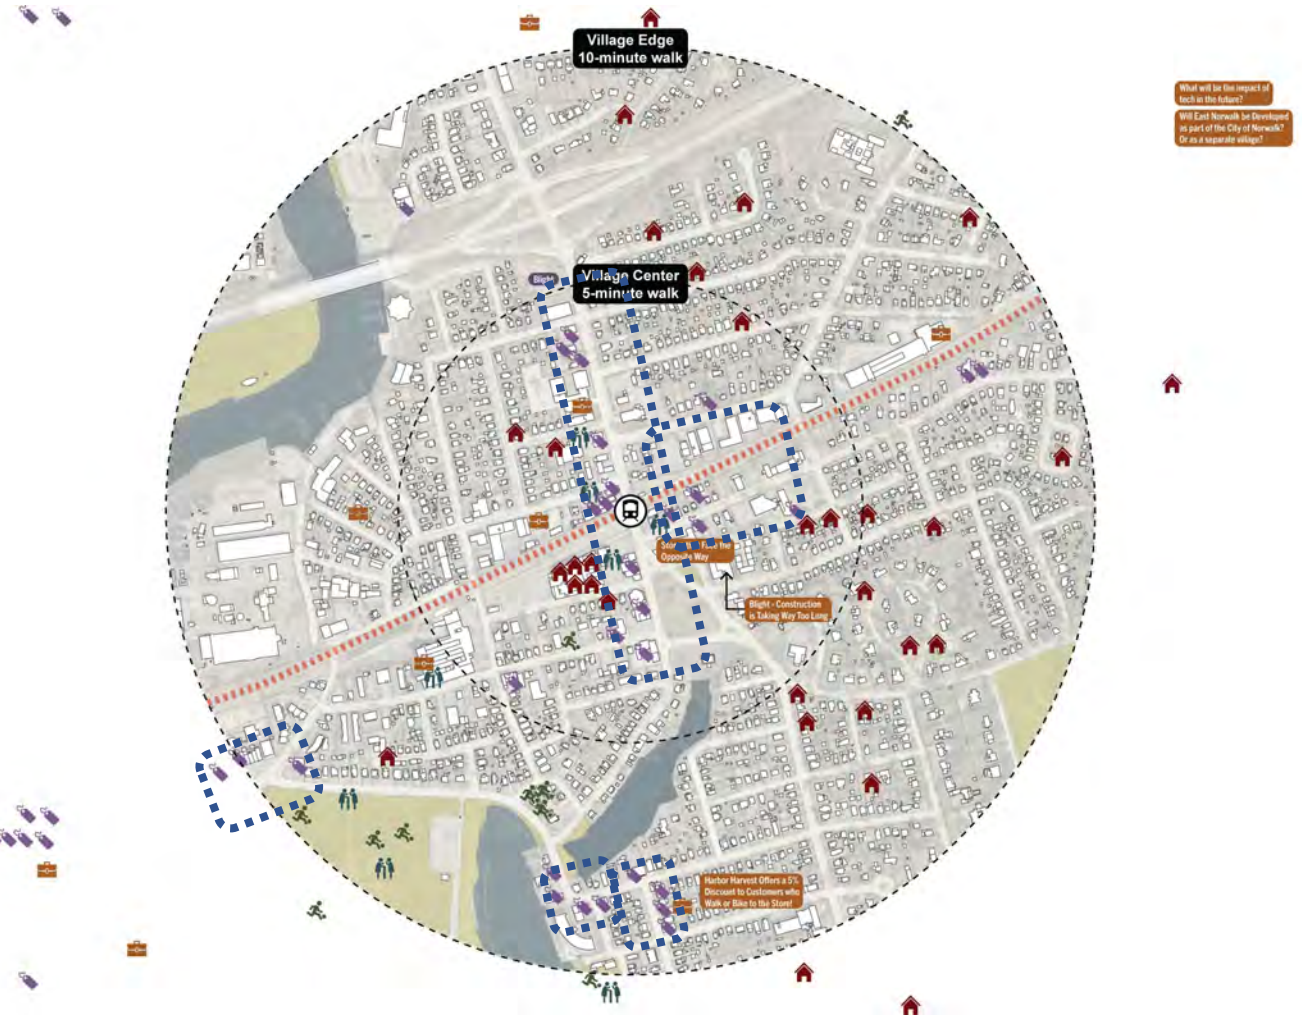 Village Edge
10-minute walk
What will be the impact of
tech in the future?
Will East Norwalk be Developed
as part of the City of Norwalk?
Or as a separate village?
Blight
Village Center
5-minute walk
the
Opposite Way
Blight - Construction
is Taking Way Too Long
Harbor Harvest Offers a 5%
Discount to Customers who
Walk or Bike to the Store!